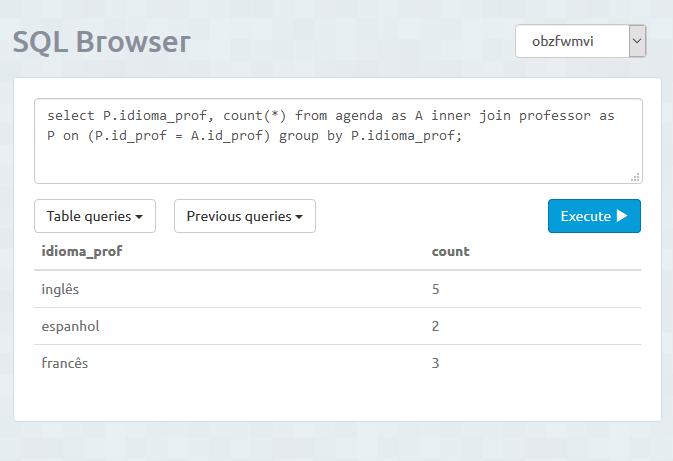 SQL Browser
obzfwmvi
select P.idioma_prof, count(*) from agenda as A inner join professor as
P on (P.id_prof = A.id_prof) group by P.idioma_prof;
Table queries
Previous queries
Execute
idioma_prof count
inglês 5
espanhol 2
francês 3